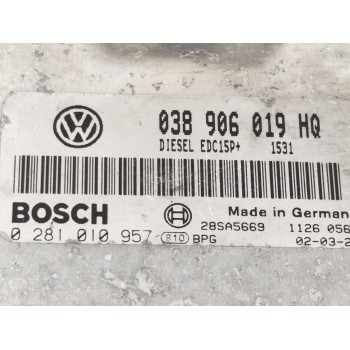 038 906 019 HQ
DIESEL EDC15P+ 1531
BOSCH Made in German
28SA5669 1126 056
0 281 010 957 810 BPG 02-03-2